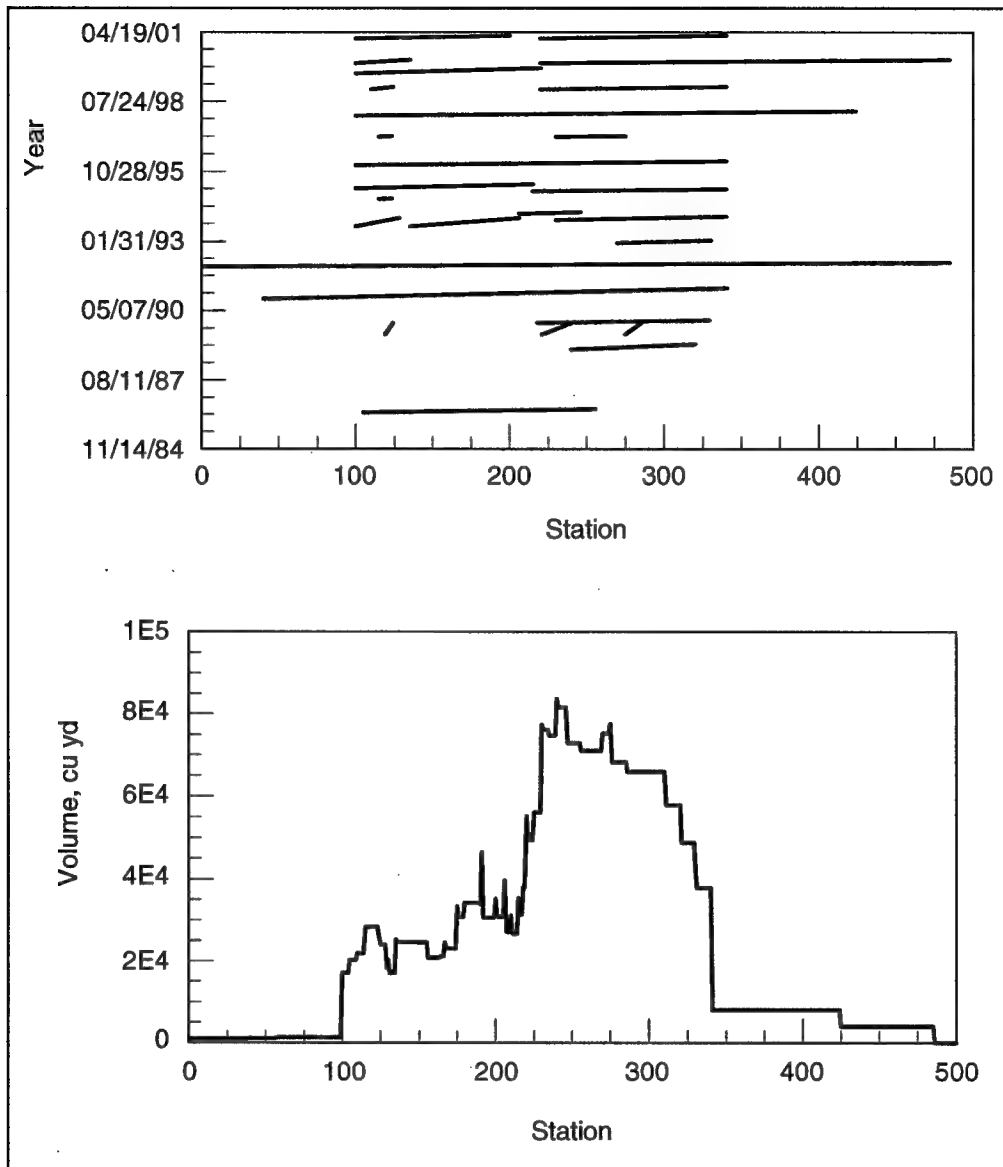 04/19/01
07/24/98
10/28/95
01/31/93
05/07/90
08/11/87
11/14/84
Year
0 100 200 300 400 500
Station
1E5
8E4
6E4
4E4
2E4
0
Volume, cu yd
0 100 200 300 400 500
Station